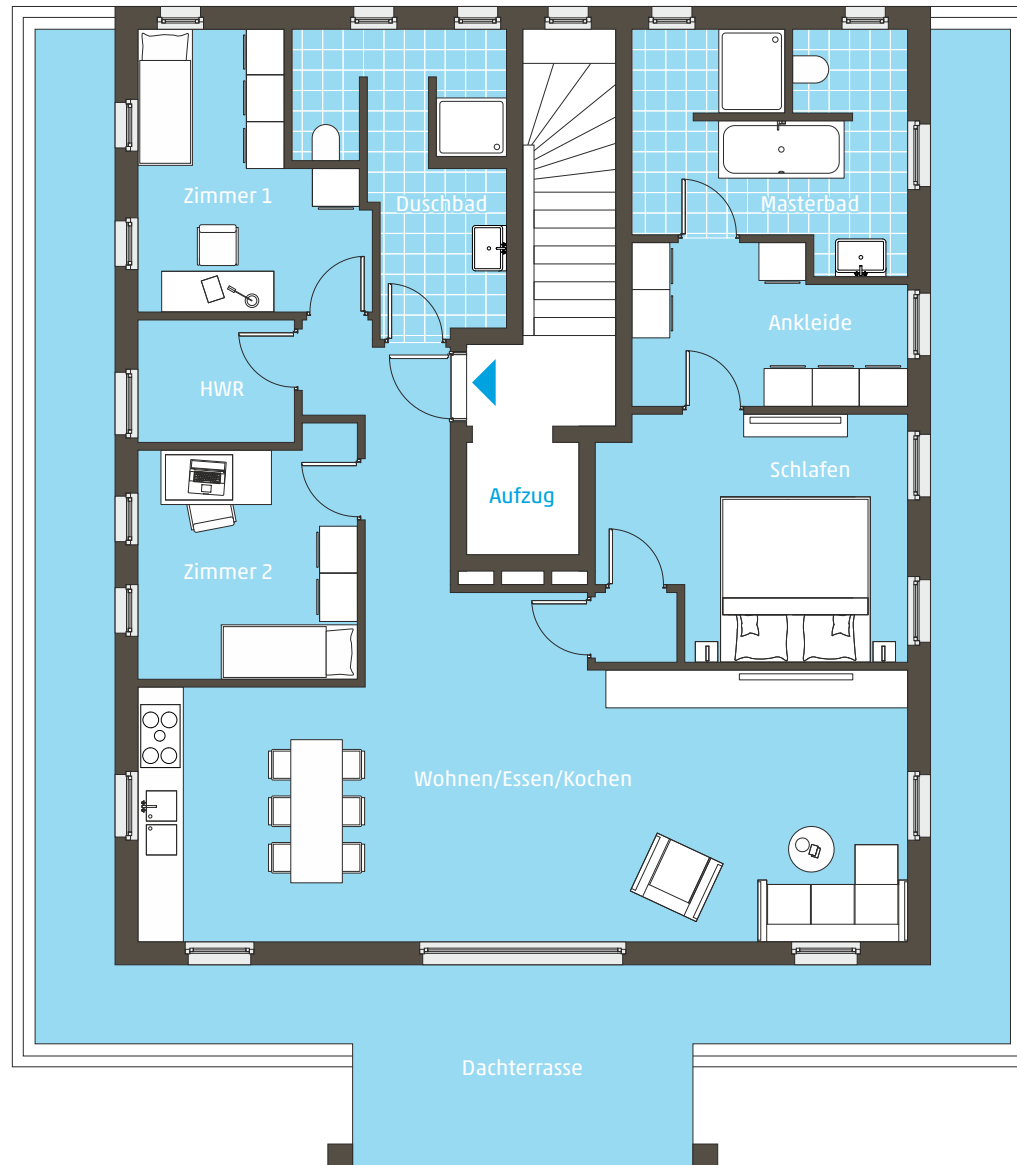 Zimmer 1
Duschbad
Masterbad
Ankleide
HWR
Schlafen
Aufzug
Zimmer 2
Wohnen/Essen/Kochen
Dachterrasse